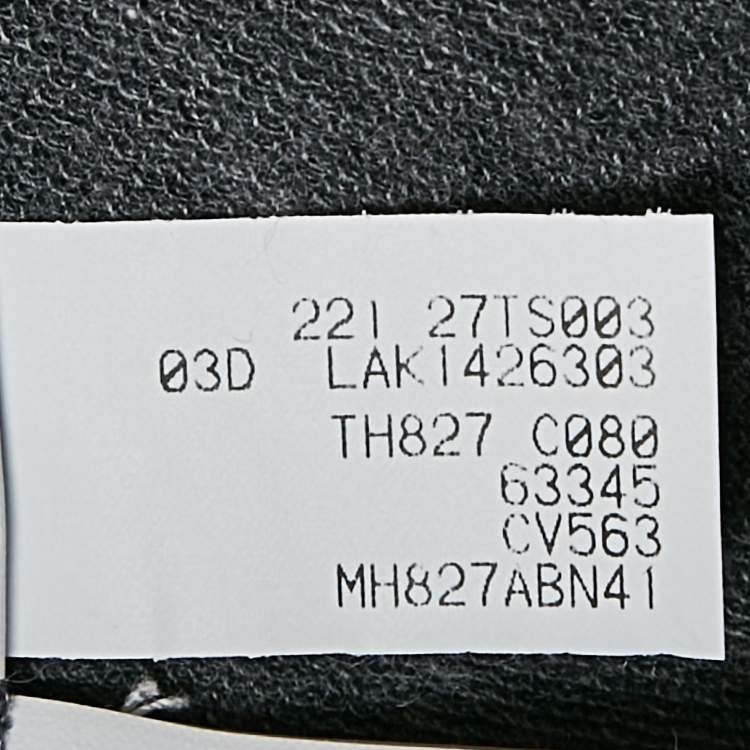 221 27TS003
03D LAK1426303
TH827 C080
63345
CV563
MH827ABN41